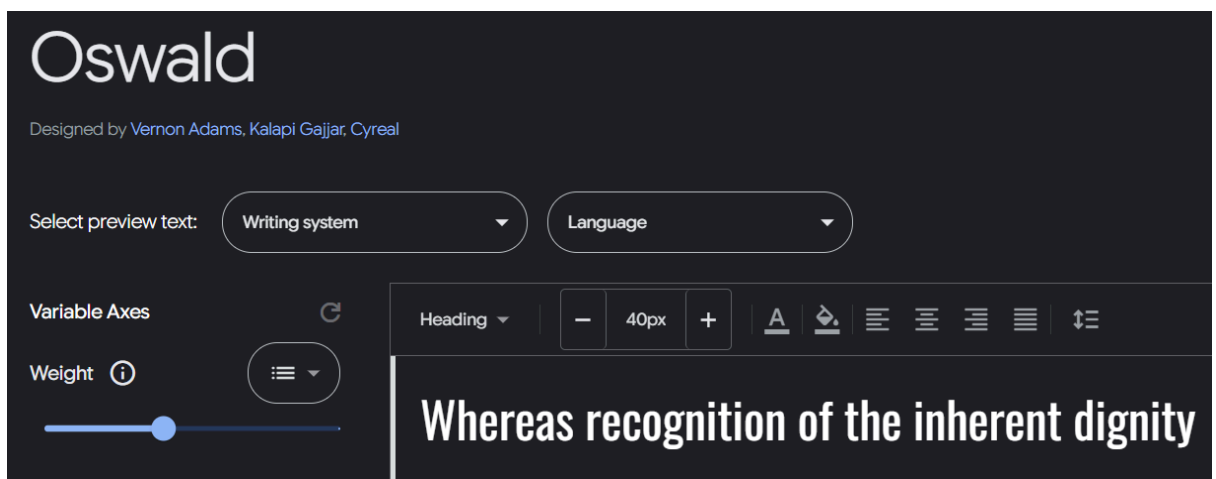 Oswald
Designed by Vernon Adams, Kalapi Gajjar, Cyreal
Select preview text: Writing system Language
Variable Axes
Heading 40px
Weight
Whereas recognition of the inherent dignity